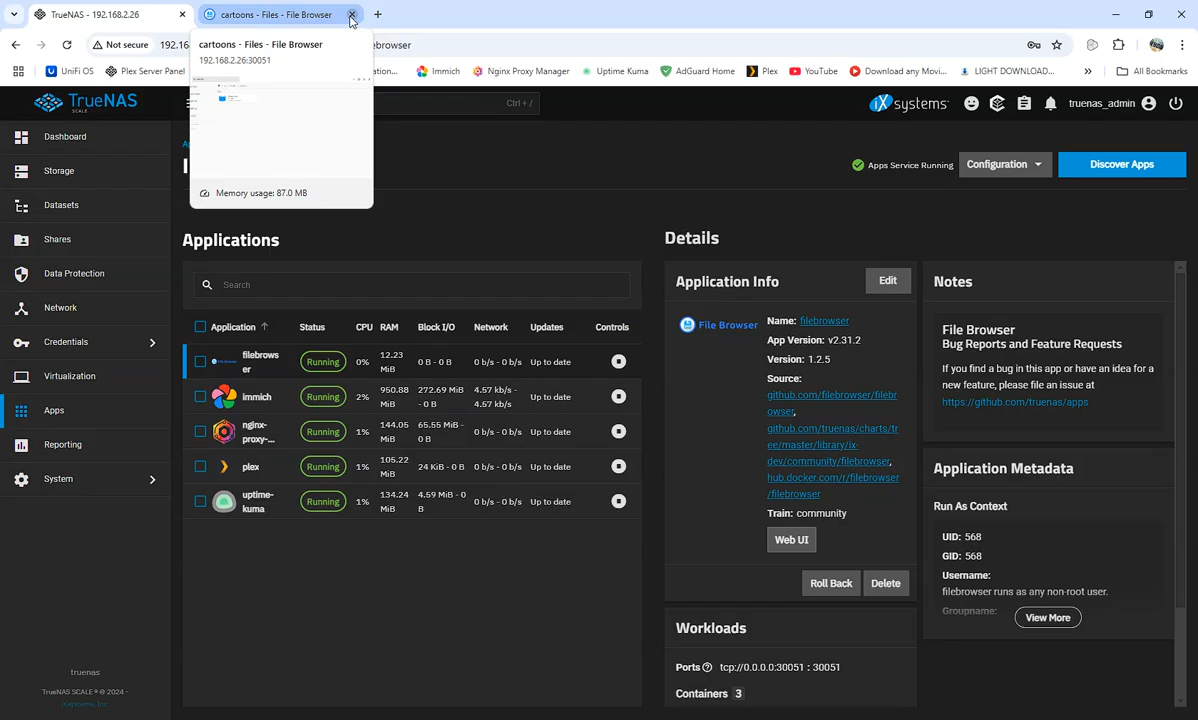 TrueNAS - 192.168.2.26
cartoons - Files - File Browser
Not secure
192.16
ebrowser
UniFi OS
Plex Server Panel
ation...
Immich
Nginx Proxy Manager
Uptime Kuma
AdGuard Home
Plex
YouTube
Download any Movi...
LIGHT DOWNLOAD...
All Bookmarks
cartoons - Files - File Browser
192.168.2.26:30051
Memory usage: 87.0 MB
TrueNAS
SCALE
Ctrl + /
iXsystems
truenas_admin
Dashboard
Storage
Datasets
Shares
Data Protection
Network
Credentials
Virtualization
Apps
Reporting
System
truenas
TrueNAS SCALE ® © 2024 -
iXsystems, Inc.
Apps Service Running
Configuration
Discover Apps
Applications
Search
Application Status CPU RAM Block I/O Network Updates Controls
filebrows
er
Running 0% 12.23
MiB
0 B - 0 B 0 b/s - 0 b/s Up to date
immich Running 2% 950.88
MiB
272.69 MiB
- 0 B
4.57 kb/s -
4.57 kb/s
Up to date
nginx-
proxy-...
Running 1% 144.05
MiB
65.55 MiB -
0 B
0 b/s - 0 b/s Up to date
plex Running 1% 105.22
MiB
24 KiB - 0 B 0 b/s - 0 b/s Up to date
uptime-
kuma
Running 1% 134.24
MiB
4.59 MiB - 0
B
0 b/s - 0 b/s Up to date
Details
Application Info
Edit
File Browser
Name: filebrowser
App Version: v2.31.2
Version: 1.2.5
Source:
github.com/filebrowser/filebr
owser,
github.com/truenas/charts/tr
ee/master/library/ix-
dev/community/filebrowser,
hub.docker.com/r/filebrowser
/filebrowser
Train: community
Web UI
Roll Back
Delete
Workloads
Ports tcp://0.0.0.0:30051 : 30051
Containers 3
Notes
File Browser
Bug Reports and Feature Requests
If you find a bug in this app or have an idea for a
new feature, please file an issue at
https://github.com/truenas/apps
Application Metadata
Run As Context
UID: 568
GID: 568
Username:
filebrowser runs as any non-root user.
Groupname:
View More